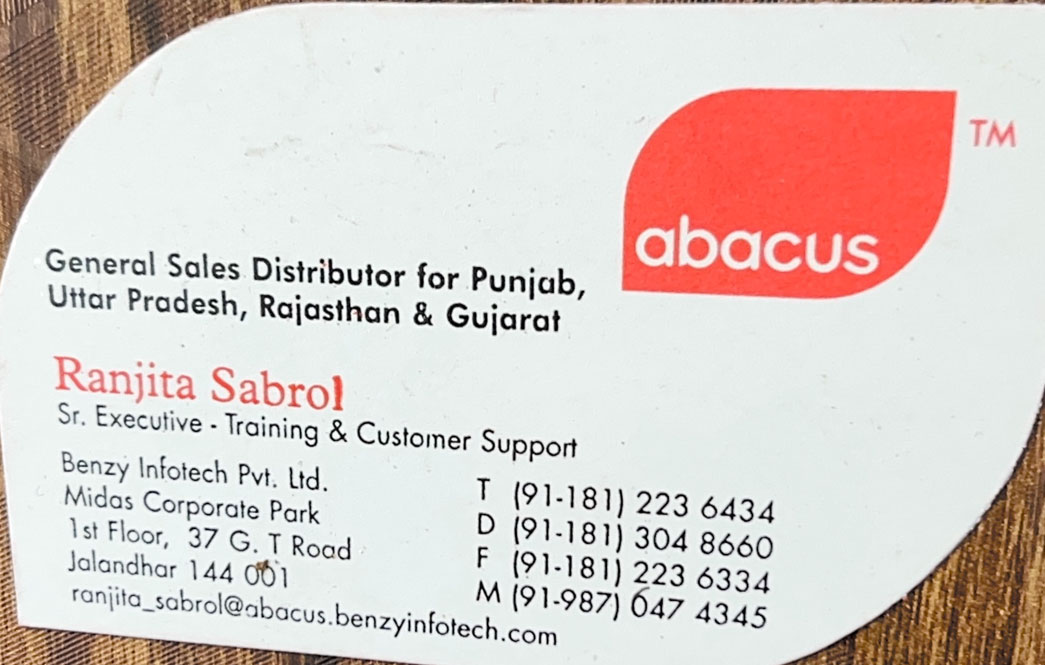 abacus
TM
General Sales Distributor for Punjab,
Uttar Pradesh, Rajasthan & Gujarat
Ranjita Sabrol
Sr. Executive - Training & Customer Support
Benzy Infotech Pvt. Ltd.
Midas Corporate Park
1st Floor, 37 G. T Road
Jalandhar 144 001
ranjita_sabrol@abacus.benzyinfotech.com
T (91-181) 223 6434
D (91-181) 304 8660
F (91-181) 223 6334
M (91-987) 647 4345